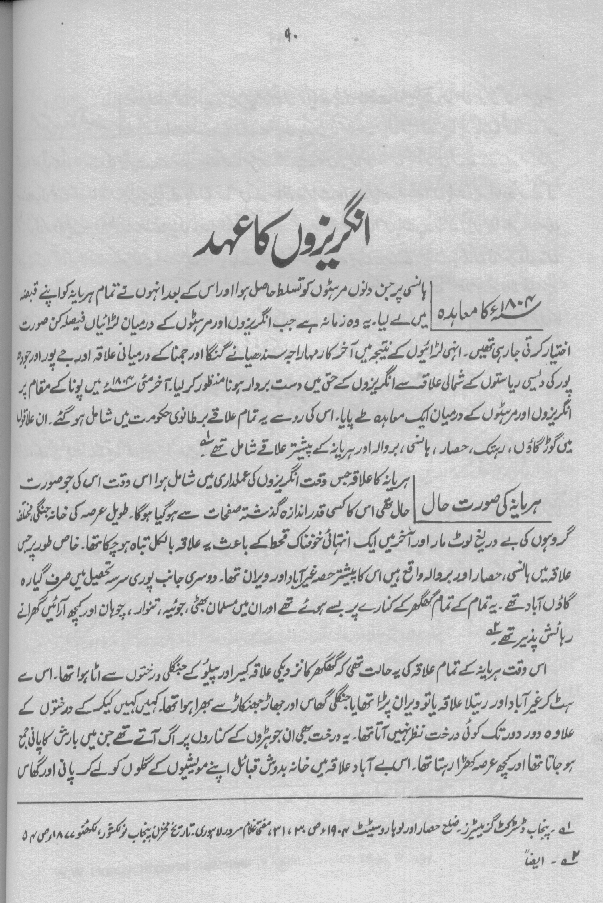 ۹۰
انگریزوں کا عہد
۱۸۰۴ء کا معاہدہ
ہانسی پر جن دنوں مرہٹوں کو تسلط حاصل ہوا اور اس کے بعد انہوں نے تمام ہریانہ کو اپنے قبضہ
میں لے لیا۔ یہ وہ زمانہ ہے جب انگریزوں اور مرہٹوں کے درمیان لڑائیاں فیصلہ کن صورت
اختیار کرتی جا رہی تھیں۔ انہی لڑائیوں کے نتیجہ میں آخر کار مہاراجہ سندھیا نے گنگا اور جمنا کے درمیانی علاقہ اور جے پور اور جودھ
پور کی دیسی ریاستوں کے شمالی علاقہ سے انگریزوں کے حق میں دست بردار ہونا منظور کر لیا۔ آخر مئی ۱۸۰۴ء میں پونا کے مقام پر
انگریزوں اور مرہٹوں کے درمیان ایک معاہدہ طے پایا۔ اس کی رو سے یہ تمام علاقے برطانوی حکومت میں شامل ہو گئے۔ ان علاقوں
میں گوڑ گاؤں، رہتک، حصار، ہانسی، بروالہ اور ہریانہ کے بیشتر علاقے شامل تھے ؎۱
ہریانہ کی صورت حال
ہریانہ کا علاقہ جس وقت انگریزوں کی عملداری میں شامل ہوا اس وقت اس کی جو صورت
حال تھی اس کا کسی قدر اندازہ گذشتہ صفحات سے ہو گیا ہوگا۔ طویل عرصہ کی خانہ جنگی، مختلف
گروہوں کی بے دریغ لوٹ مار اور آخر میں ایک انتہائی خوفناک قحط کے باعث یہ علاقہ بالکل تباہ ہو چکا تھا۔ خاص طور پر جس
علاقہ میں ہانسی، حصار اور بروالہ واقع ہیں اس کا بیشتر حصہ غیر آباد اور ویران تھا۔ دوسری جانب پوری سرسہ تحصیل میں صرف گیارہ
گاؤں آباد تھے۔ یہ تمام کے تمام گھگھر کے کنارے پر بسے ہوئے تھے اور ان میں مسلمان بھٹی، جوئیہ، تنوار، چوہان اور کچھ آرائیں گھرانے
رہائش پذیر تھے ؎۲
اس وقت ہریانہ کے تمام علاقہ کی یہ حالت تھی کہ گھگھر کا نزدیکی علاقہ کیر اور پیلو کے جنگلی درختوں سے اٹا ہوا تھا۔ اس سے
ہٹ کر غیر آباد اور ریتلا علاقہ یا تو ویران پڑا تھا یا جنگلی گھاس اور جھاڑ جھنکاڑ سے بھرا ہوا تھا۔ کہیں کہیں کیکر کے درختوں کے
علاوہ دور دور تک کوئی درخت نظر نہیں آتا تھا۔ یہ درخت بھی ان جوہڑوں کے کناروں پر اگ آتے تھے جن میں بارش کا پانی جمع
ہو جاتا تھا اور کچھ عرصہ کھڑا رہتا تھا۔ اس بے آباد علاقہ میں خانہ بدوش قبائل اپنے مویشیوں کے گلوں کو لے کر پانی اور گھاس
؎۱۔ پنجاب ڈسٹرکٹ گزیٹیرز۔ ضلع حصار اور لوہارو سٹیٹ ۱۹۰۴ء ص ۳۰، ۳۱، مفتی غلام سرور لاہوری۔ تاریخ مخزن پنجاب نولکشور، لکھنؤ ۱۸۷۷ء ص ۵۴
؎۲۔ ایضاً